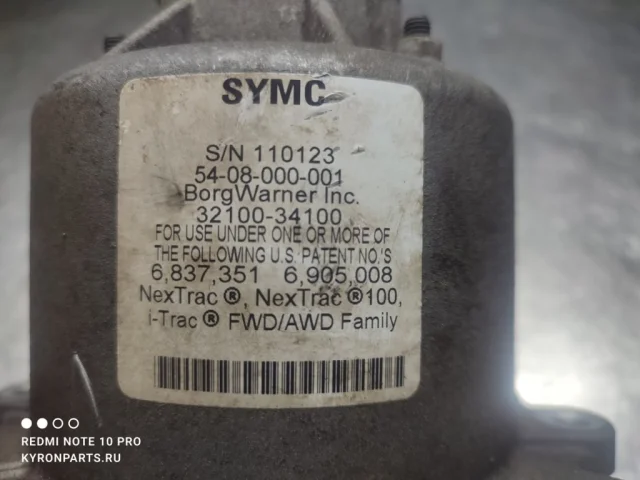 SYMC
S/N 110123
54-08-000-001
BorgWarner Inc.
32100-34100
FOR USE UNDER ONE OR MORE OF
THE FOLLOWING U.S. PATENT NO.'S
6,837,351 6,905,008
NexTrac ®, NexTrac ®100,
i-Trac ® FWD/AWD Family
REDMI NOTE 10 PRO
KYRONPARTS.RU